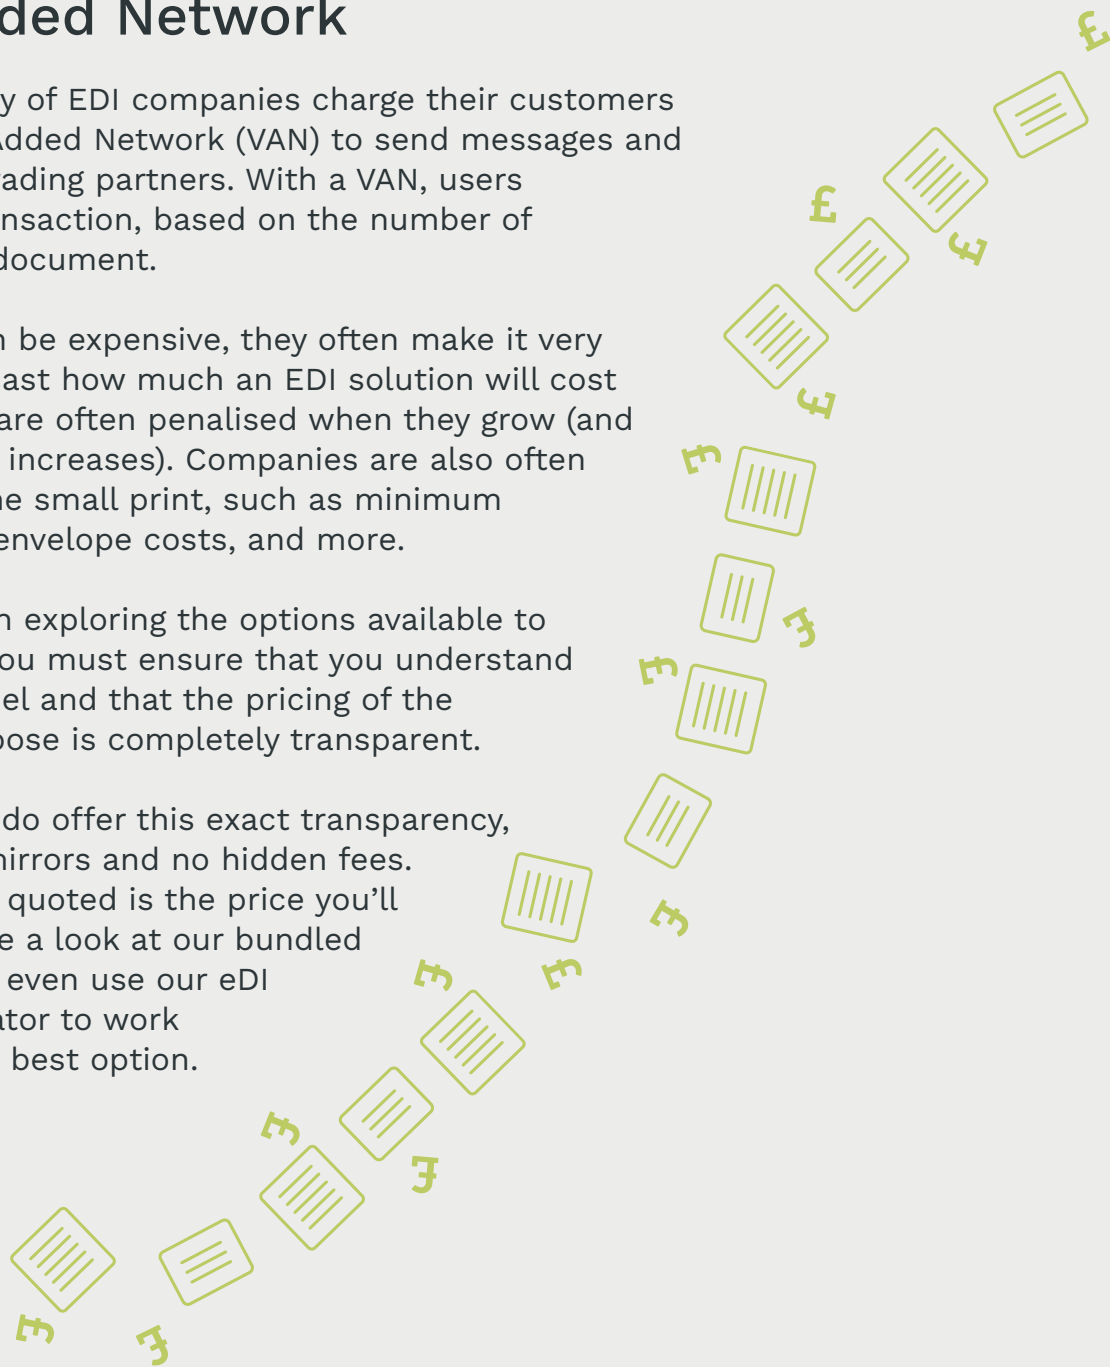 ded Network
y of EDI companies charge their customers
Added Network (VAN) to send messages and
ading partners. With a VAN, users
nsaction, based on the number of
document.
n be expensive, they often make it very
ast how much an EDI solution will cost
are often penalised when they grow (and
increases). Companies are also often
e small print, such as minimum
envelope costs, and more.
n exploring the options available to
ou must ensure that you understand
el and that the pricing of the
oose is completely transparent.
do offer this exact transparency,
mirrors and no hidden fees.
quoted is the price you’ll
e a look at our bundled
even use our eDI
ator to work
best option.
£
£
£
£
£
£
£
£
£
£
£
£
£
£